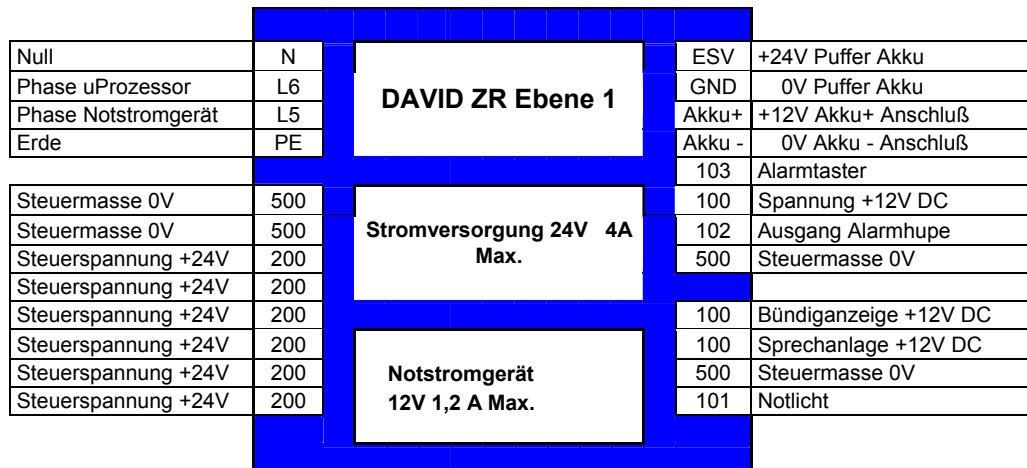 Null N
Phase uProzessor L6
Phase Notstromgerät L5
Erde PE
Steuermasse 0V 500
Steuermasse 0V 500
Steuerspannung +24V 200
Steuerspannung +24V 200
Steuerspannung +24V 200
Steuerspannung +24V 200
Steuerspannung +24V 200
Steuerspannung +24V 200
DAVID ZR Ebene 1
Stromversorgung 24V 4A
Max.
Notstromgerät
12V 1,2 A Max.
ESV +24V Puffer Akku
GND 0V Puffer Akku
Akku+ +12V Akku+ Anschluß
Akku - 0V Akku - Anschluß
103 Alarmtaster
100 Spannung +12V DC
102 Ausgang Alarmhupe
500 Steuermasse 0V
100 Bündiganzeige +12V DC
100 Sprechanlage +12V DC
500 Steuermasse 0V
101 Notlicht